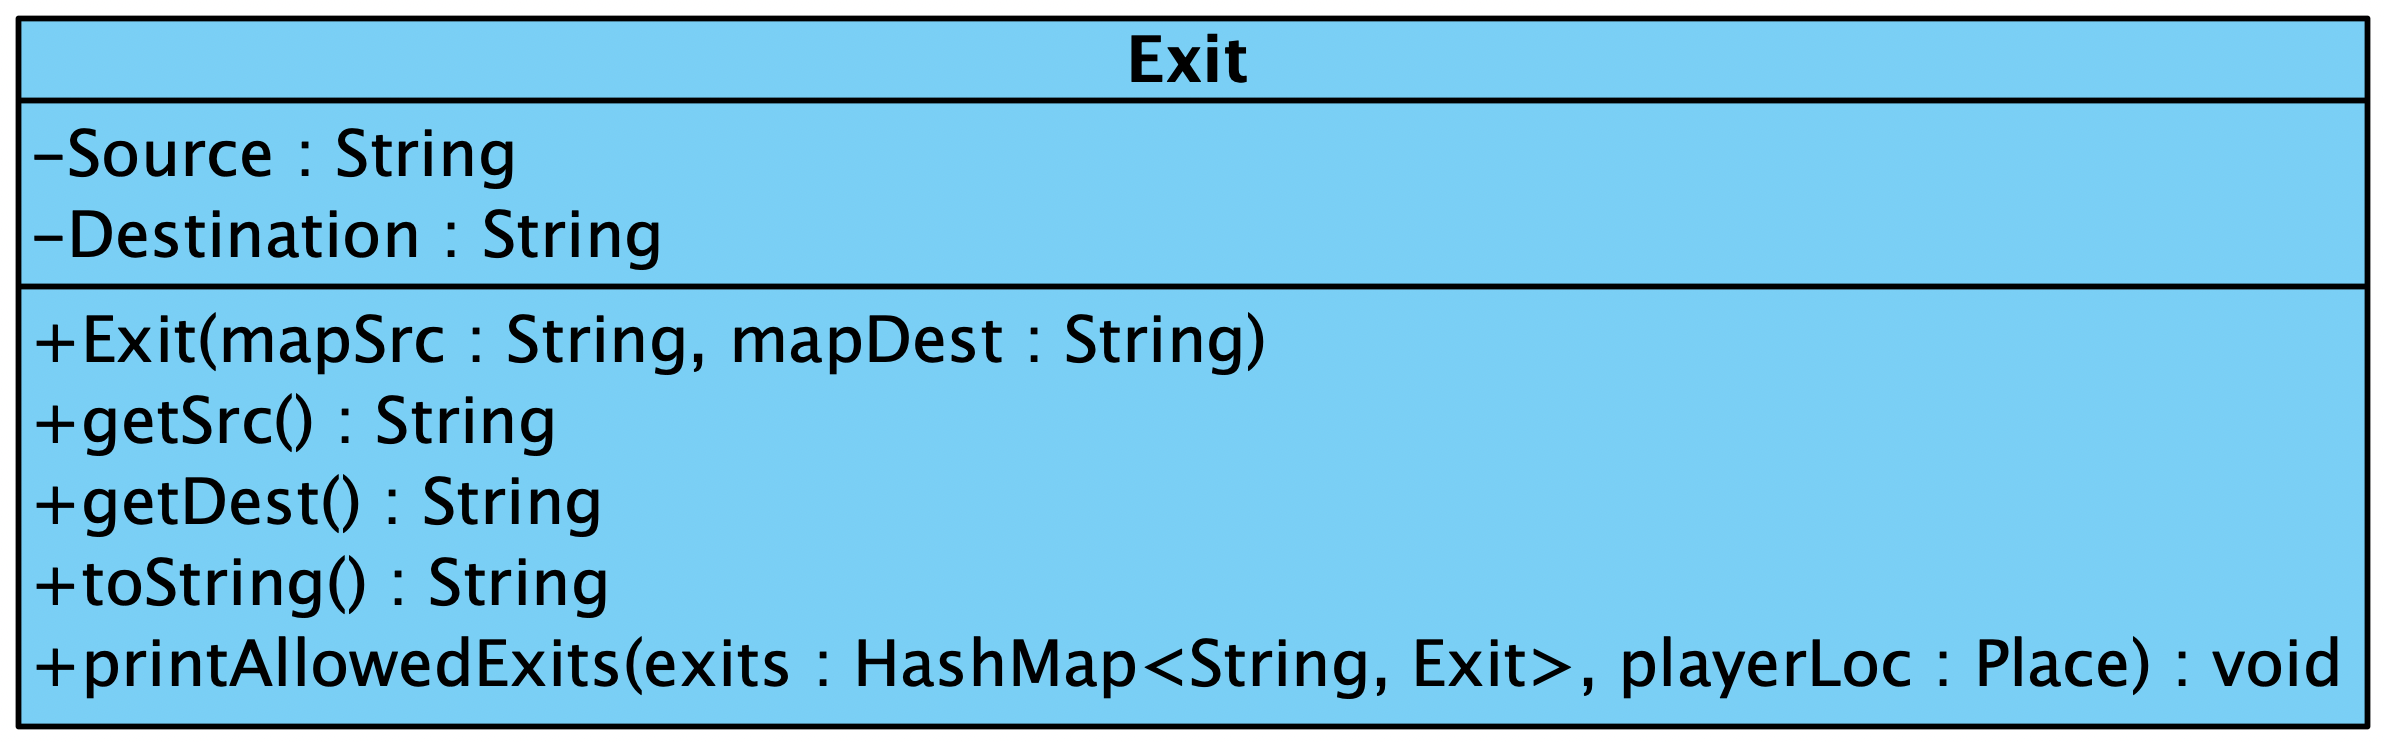 Exit
-Source : String
-Destination : String
+Exit(mapSrc : String, mapDest : String)
+getSrc() : String
+getDest() : String
+toString() : String
+printAllowedExits(exits : HashMap<String, Exit>, playerLoc : Place) : void